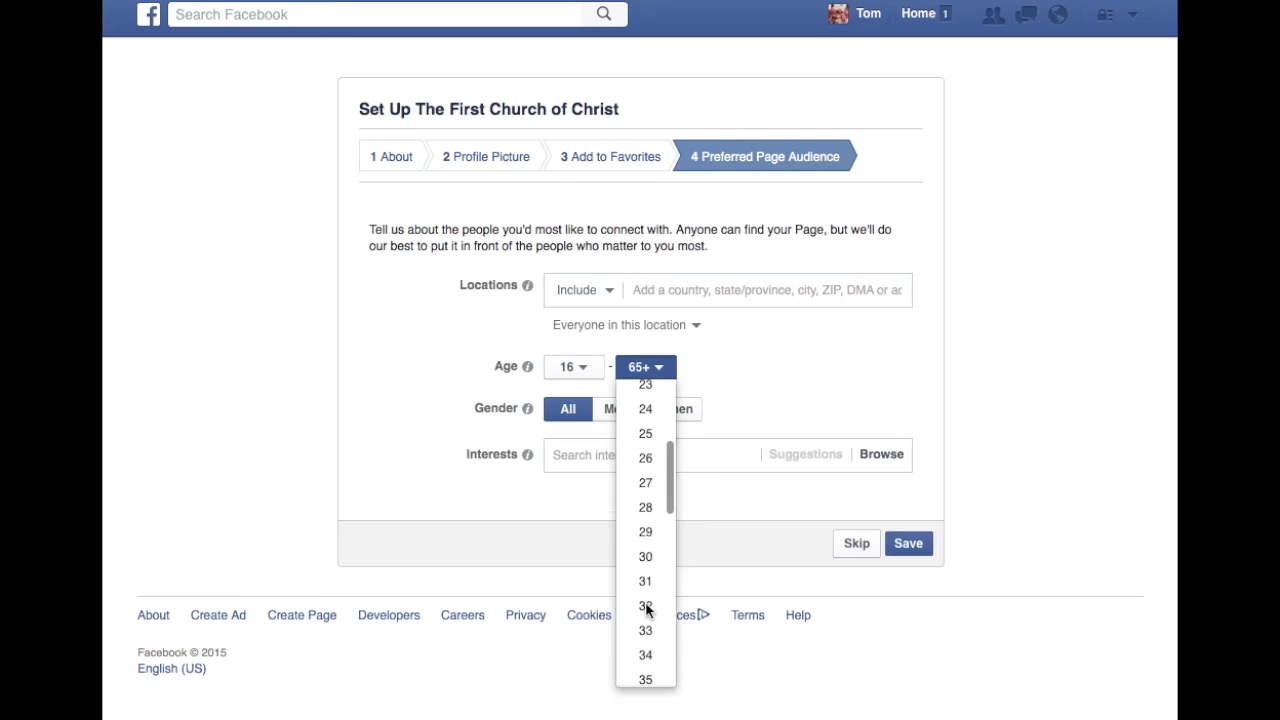 Search Facebook
Tom Home 1
Set Up The First Church of Christ
1 About 2 Profile Picture 3 Add to Favorites 4 Preferred Page Audience
Tell us about the people you'd most like to connect with. Anyone can find your Page, but we'll do
our best to put it in front of the people who matter to you most.
Locations Include Add a country, state/province, city, ZIP, DMA or ad
Everyone in this location
Age 16 - 65+
23
Gender All
24
25
Interests Search inte Suggestions Browse
26
27
28
29
Skip Save
30
31
32
About Create Ad Create Page Developers Careers Privacy Cookies Terms Help
33
Facebook © 2015
34
English (US)
35